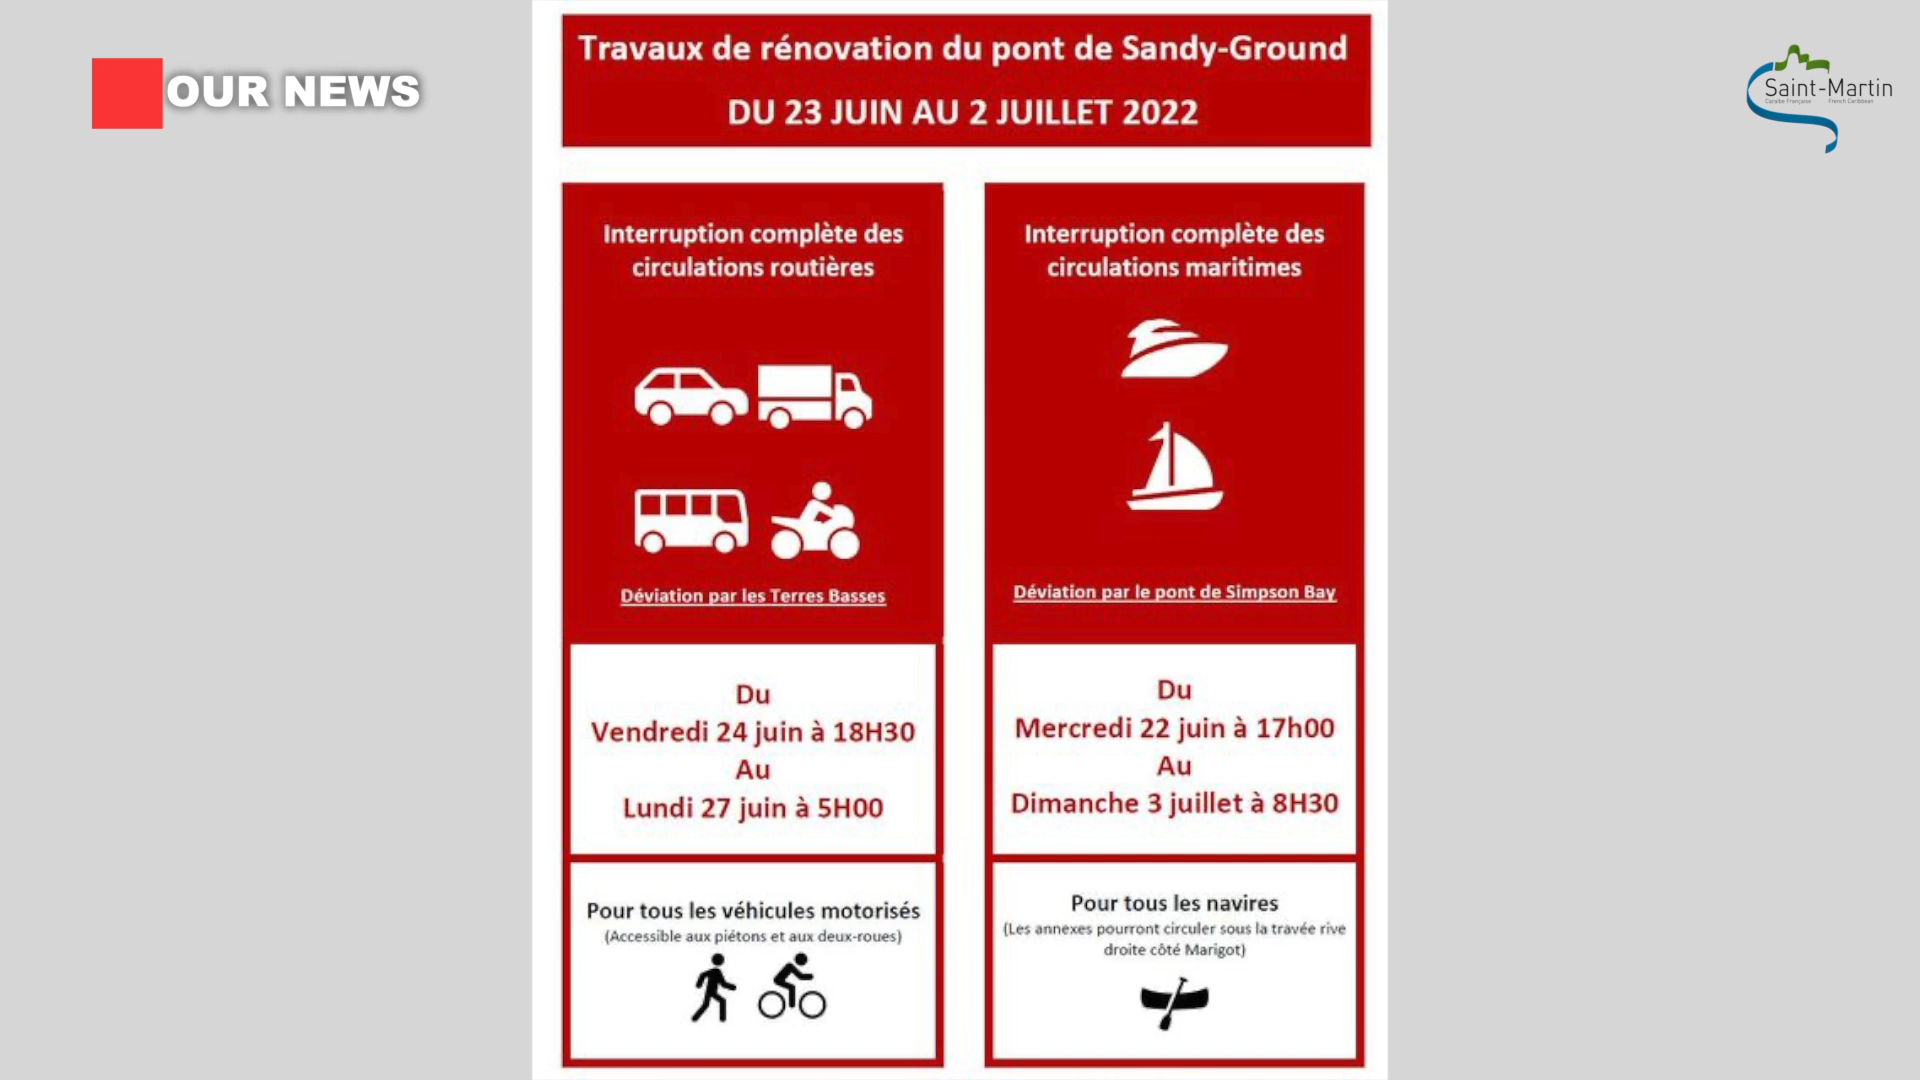 OUR NEWS
Saint-Martin
Caraïbe Française French Caribbean
Travaux de rénovation du pont de Sandy-Ground
DU 23 JUIN AU 2 JUILLET 2022
Interruption complète des
circulations routières
Déviation par les Terres Basses
Du
Vendredi 24 juin à 18H30
Au
Lundi 27 juin à 5H00
Pour tous les véhicules motorisés
(Accessible aux piétons et aux deux-roues)
Interruption complète des
circulations maritimes
Déviation par le pont de Simpson Bay
Du
Mercredi 22 juin à 17h00
Au
Dimanche 3 juillet à 8H30
Pour tous les navires
(Les annexes pourront circuler sous la travée rive
droite côté Marigot)